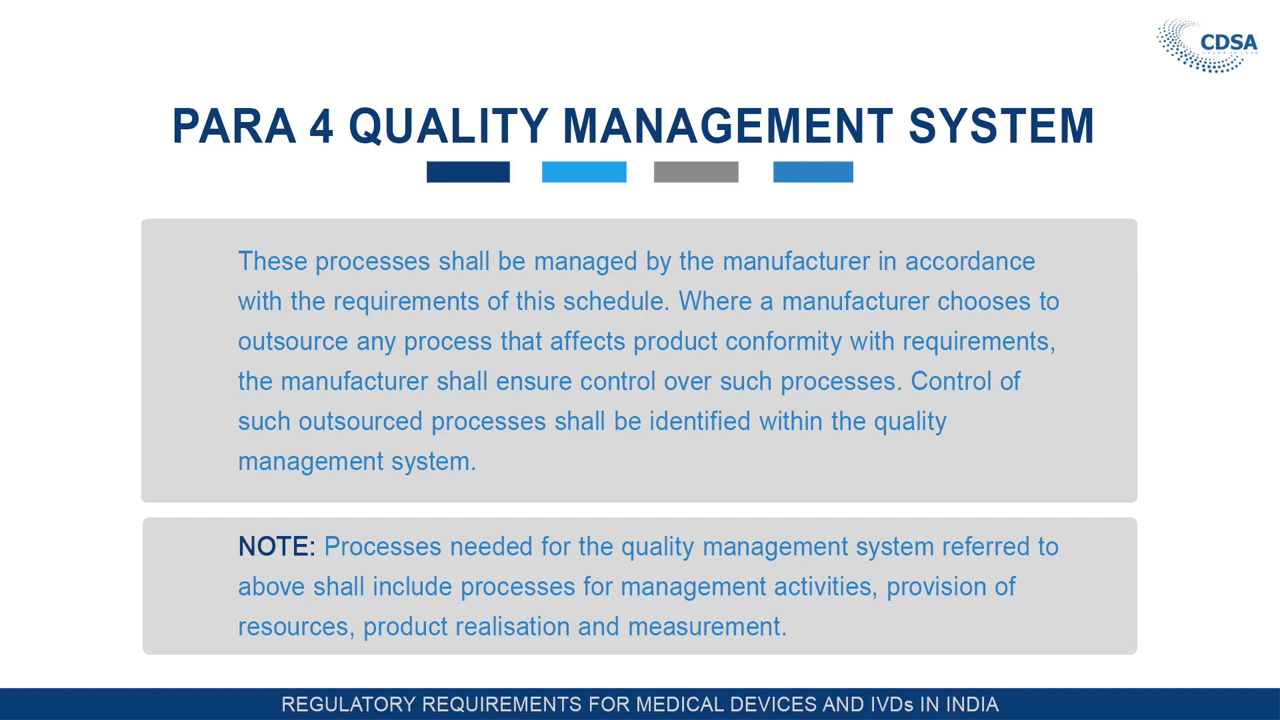 CDSA
PARA 4 QUALITY MANAGEMENT SYSTEM
These processes shall be managed by the manufacturer in accordance
with the requirements of this schedule. Where a manufacturer chooses to
outsource any process that affects product conformity with requirements,
the manufacturer shall ensure control over such processes. Control of
such outsourced processes shall be identified within the quality
management system.
NOTE: Processes needed for the quality management system referred to
above shall include processes for management activities, provision of
resources, product realisation and measurement.
REGULATORY REQUIREMENTS FOR MEDICAL DEVICES AND IVDs IN INDIA